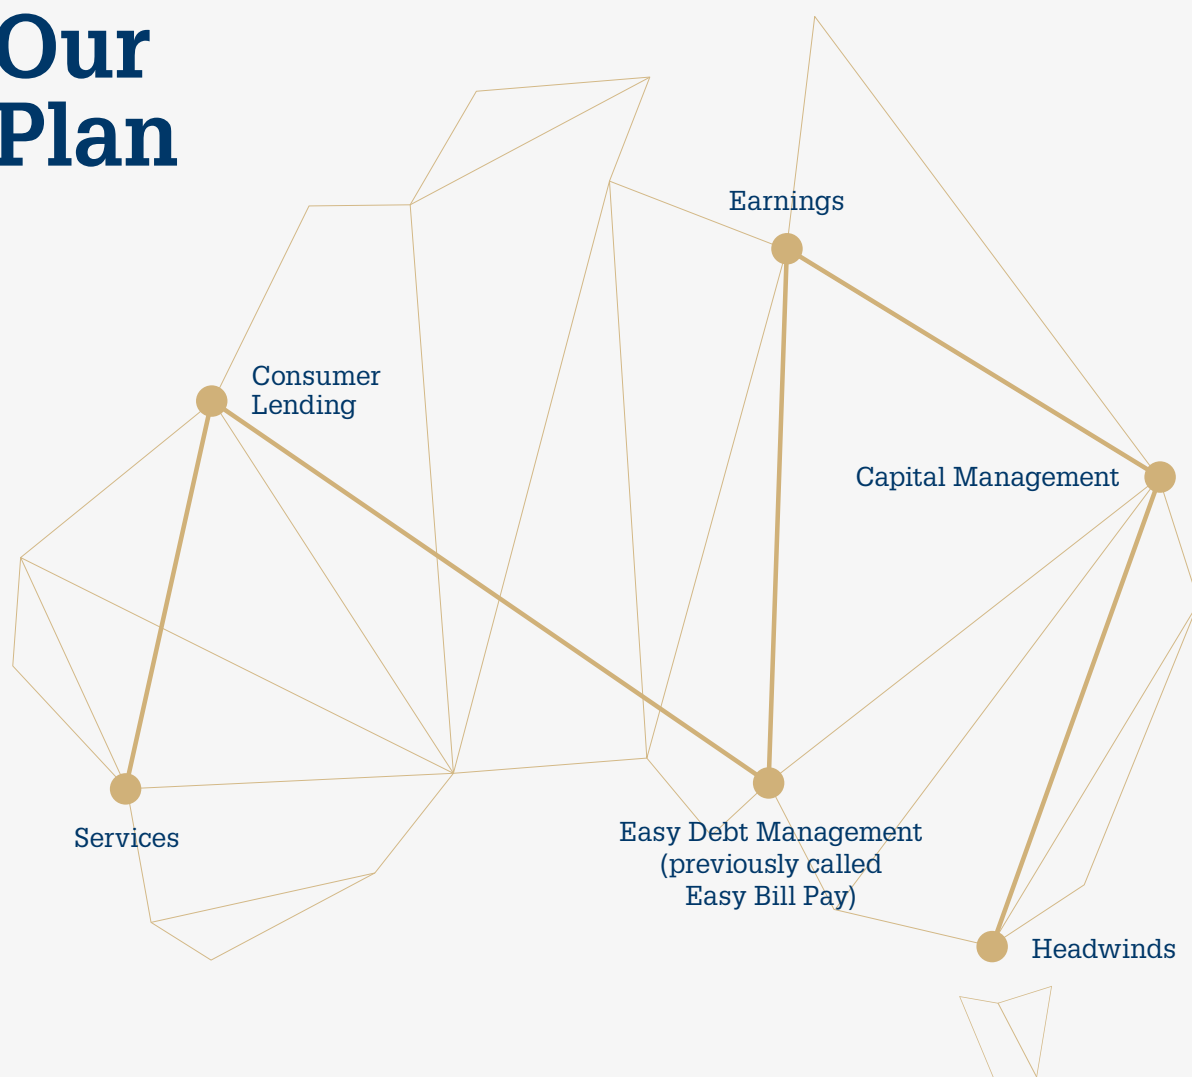 Our
Plan
Earnings
Consumer
Lending
Capital Management
Services
Easy Debt Management
(previously called
Easy Bill Pay)
Headwinds